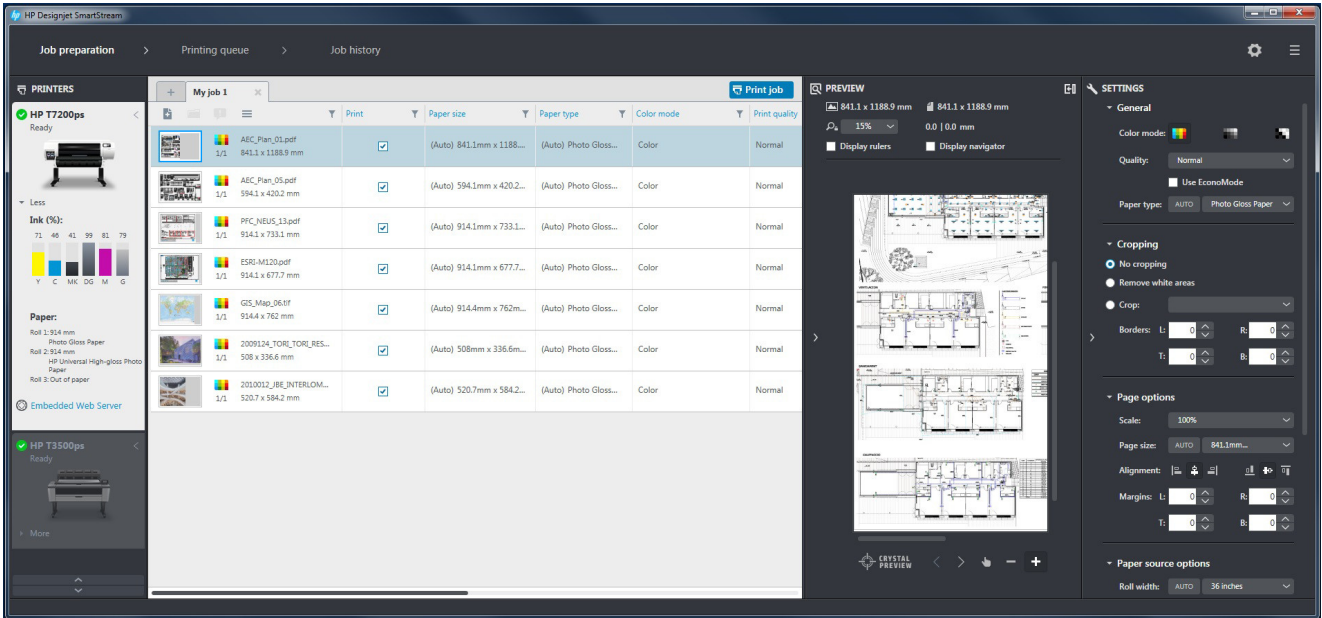 HP Designjet SmartStream
Job preparation > Printing queue > Job history
PRINTERS
HP T7200ps
Ready
Less
Ink (%):
71 46 41 99 81 79
Y C MK DG M G
Paper:
Roll 1: 914 mm
Photo Gloss Paper
Roll 2: 914 mm
HP Universal High-gloss Photo
Paper
Roll 3: Out of paper
Embedded Web Server
HP T3500ps
Ready
More
+ My job 1 ×
Print job
Print Paper size Paper type Color mode Print quality
AEC_Plan_01.pdf
1/1 841.1 x 1188.9 mm (Auto) 841.1mm x 1188.... (Auto) Photo Gloss... Color Normal
AEC_Plan_05.pdf
1/1 594.1 x 420.2 mm (Auto) 594.1mm x 420.2... (Auto) Photo Gloss... Color Normal
PFC_NEUS_13.pdf
1/1 914.1 x 733.1 mm (Auto) 914.1mm x 733.1... (Auto) Photo Gloss... Color Normal
ESRI-M120.pdf
1/1 914.1 x 677.7 mm (Auto) 914.1mm x 677.7... (Auto) Photo Gloss... Color Normal
GIS_Map_06.tif
1/1 914.4 x 762 mm (Auto) 914.4mm x 762m... (Auto) Photo Gloss... Color Normal
2009124_TORI_TORI_RES...
1/1 508 x 336.6 mm (Auto) 508mm x 336.6m... (Auto) Photo Gloss... Color Normal
2010012_JBE_INTERLOM...
1/1 520.7 x 584.2 mm (Auto) 520.7mm x 584.2... (Auto) Photo Gloss... Color Normal
PREVIEW
841.1 x 1188.9 mm 841.1 x 1188.9 mm
15% 0.0 | 0.0 mm
Display rulers Display navigator
CRYSTAL
PREVIEW
SETTINGS
General
Color mode:
Quality: Normal
Use EconoMode
Paper type: AUTO Photo Gloss Paper
Cropping
No cropping
Remove white areas
Crop:
Borders: L: 0 R: 0
T: 0 B: 0
Page options
Scale: 100%
Page size: AUTO 841.1mm...
Alignment:
Margins: L: 0 R: 0
T: 0 B: 0
Paper source options
Roll width: AUTO 36 inches